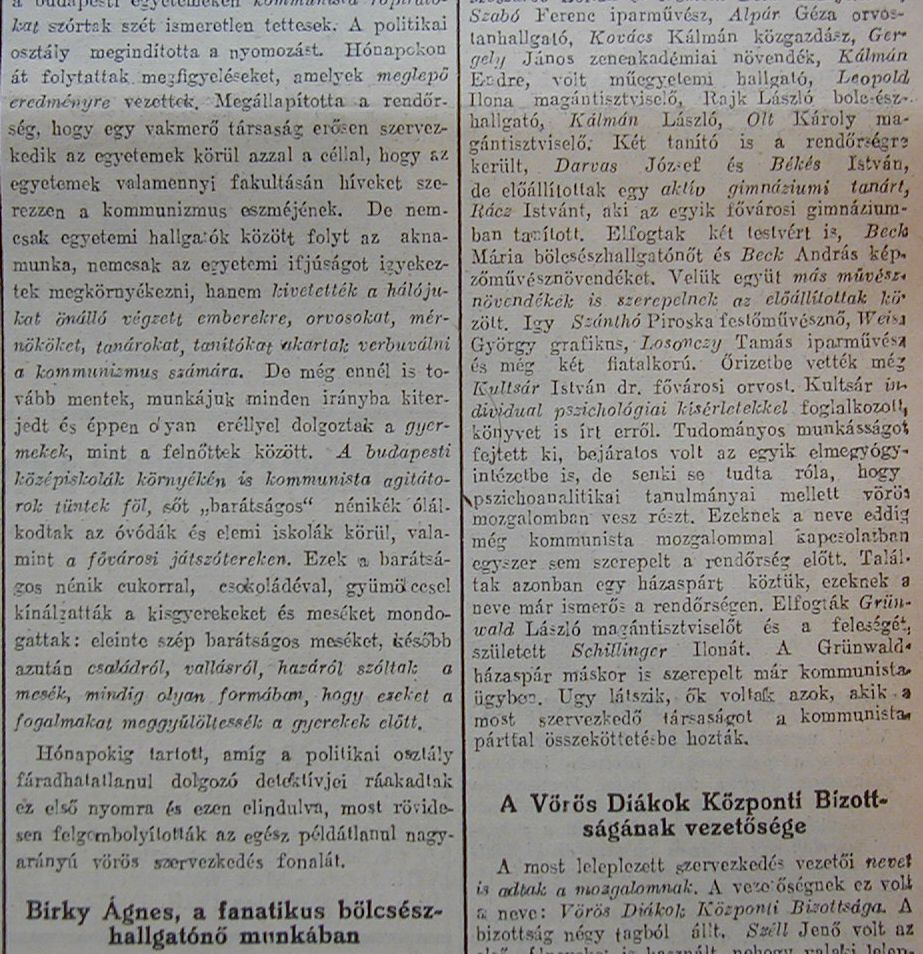 a budapesti egyetemeken kommunista röpirato-
kat szórtak szét ismeretlen tettesek. A politikai
osztály megindította a nyomozást. Hónapokon
át folytattak megfigyeléseket, amelyek meglepő
eredményre vezettek. Megállapította a rendőr-
ség, hogy egy vakmerő társaság erősen szervez-
kedik az egyetemek körül azzal a céllal, hogy az
egyetemek valamennyi fakultásán híveket sze-
rezzen a kommunizmus eszméjének. De nem-
csak egyetemi hallgatók között folyt az akna-
munka, nemcsak az egyetemi ifjúságot igyekez-
tek megkörnyékezni, hanem kivetették a hálóju-
kat önálló végzett emberekre, orvosokat, mér-
nököket, tanárokat, tanítókat akartak verbuválni
a kommunizmus számára. De még ennél is to-
vább mentek, munkájuk minden irányba kiter-
jedt és éppen olyan eréllyel dolgoztak a gyer-
mekek, mint a felnőttek között. A budapesti
középiskolák környékén is kommunista agitáto-
rok tüntek föl, sőt „barátságos" nénikék ólál-
kodtak az óvódák és elemi iskolák körül, vala-
mint a fővárosi játszótereken. Ezek a barátsá-
gos nénik cukorral, csokoládéval, gyümölccsel
kínálgatták a kisgyerekeket és meséket mondo-
gattak: eleinte szép barátságos meséket, később
azután családról, vallásról, hazáról szóltak a
mesék, mindig olyan formában, hogy ezeket a
fogalmakat meggyülöltessék a gyerekek előtt.
Hónapokig tartott, amíg a politikai osztály
fáradhatatlanul dolgozó detektívjei ráakadtak
ez első nyomra és ezen elindulva, most rövide-
sen felgombolyították az egész példátlanul nagy-
arányú vörös szervezkedés fonalát.
Birky Ágnes, a fanatikus bölcsész-
hallgatónő munkában
Szabó Ferenc iparművész, Alpár Géza orvos-
tanhallgató, Kovács Kálmán közgazdász, Ger-
gely János zeneakadémiai növendék, Kálmán
Endre, volt műegyetemi hallgató, Leopold
Ilona magántisztviselő, Rajk László bölcsész-
hallgató, Kálmán László, Olt Károly ma-
gántisztviselő. Két tanító is a rendőrségre
került, Darvas József és Békés István,
de előállítottak egy aktív gimnáziumi tanárt,
Rácz Istvánt, aki az egyik fővárosi gimnázium-
ban tanított. Elfogtak két testvért is, Beck
Mária bölcsészhallgatónőt és Beck András kép-
zőművésznövendéket. Velük együt más művész-
növendékék is szerepelnek az előállítottak kö-
zölt. Igy Szánthó Piroska festőművésznő, Weisz
György grafikus, Losonczy Tamás iparművész
és még két fiatalkorú. Őrizetbe vették még
Kultsár István dr. fővárosi orvost. Kultsár in-
dividual pszichológiai kísérletekkel foglalkozott,
könyvet is írt erről. Tudományos munkásságot
fejtett ki, bejáratos volt az egyik elmegyógy-
intézetbe is, de senki se tudta róla, hogy
pszichoanalitikai tanulmányai mellett vörös
mozgalomban vesz részt. Ezeknek a neve eddig
még kommunista mozgalommal kapcsolatban
egyszer sem szerepelt a rendőrség előtt. Talál-
tak azonban egy házaspárt köztük, ezeknek a
neve már ismerős a rendőrségen. Elfogták Grün-
wald László magántisztviselőt és a feleségét,
született Schillinger Ilonát. A Grünwald-
házaspár máskor is szerepelt már kommunista-
ügyben. Ugy látszik, ők voltak azok, akik a
most szervezkedő társaságot a kommunista-
párttal összeköttetésbe hozták.
A Vörös Diákok Központi Bizott-
ságának vezetősége
A most leleplezett szervezkedés vezetői nevet
is adtak a mozgalomnak. A vezetőségnek ez volt
a neve: Vörös Diákok Központi Bizottsága. A
bizottság négy tagból állt. Széll Jenő volt az